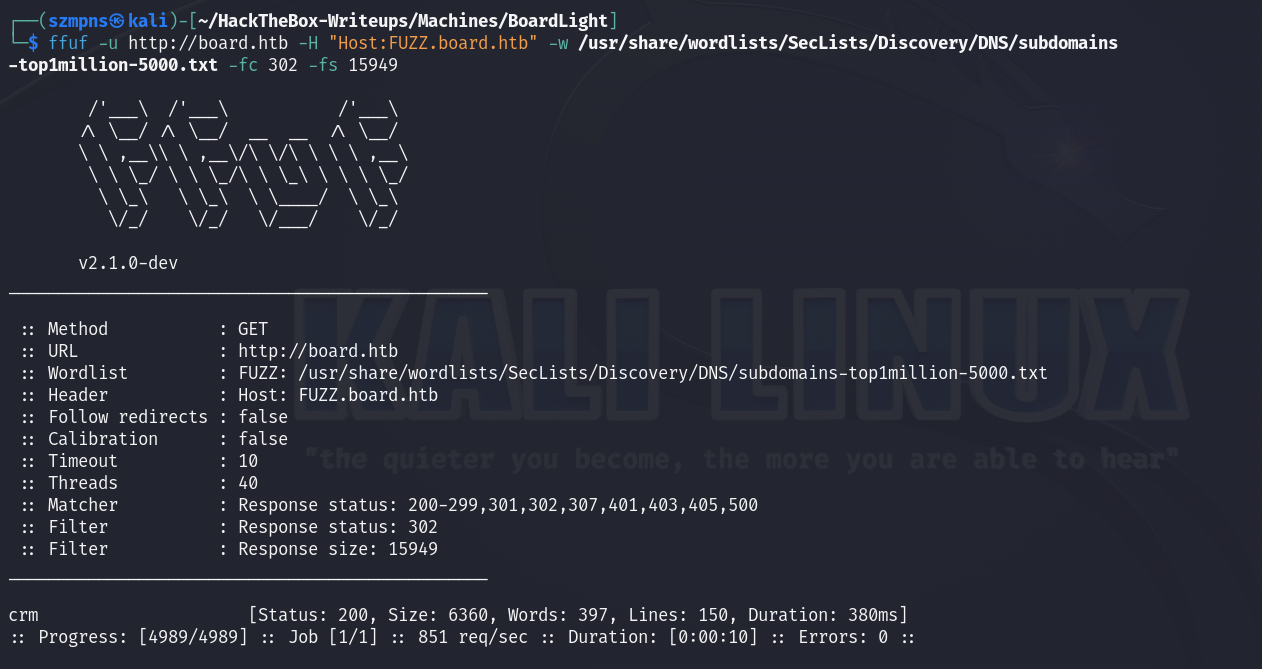 ┌──(szmpns㉿kali)-[~/HackTheBox-Writeups/Machines/BoardLight]
└─$ ffuf -u http://board.htb -H "Host:FUZZ.board.htb" -w /usr/share/wordlists/SecLists/Discovery/DNS/subdomains
-top1million-5000.txt -fc 302 -fs 15949
        /'___\  /'___\           /'___\
       /\ \__/ /\ \__/  __  __  /\ \__/
       \ \ ,__\\ \ ,__\/\ \/\ \ \ \ ,__\
        \ \ \_/ \ \ \_/\ \ \_\ \ \ \ \_/
         \ \_\   \ \_\  \ \____/  \ \_\
          \/_/    \/_/   \/___/    \/_/
       v2.1.0-dev
________________________________________________
 :: Method           : GET
 :: URL              : http://board.htb
 :: Wordlist         : FUZZ: /usr/share/wordlists/SecLists/Discovery/DNS/subdomains-top1million-5000.txt
 :: Header           : Host: FUZZ.board.htb
 :: Follow redirects : false
 :: Calibration      : false
 :: Timeout          : 10
 :: Threads          : 40
 :: Matcher          : Response status: 200-299,301,302,307,401,403,405,500
 :: Filter           : Response status: 302
 :: Filter           : Response size: 15949
________________________________________________
crm                     [Status: 200, Size: 6360, Words: 397, Lines: 150, Duration: 380ms]
:: Progress: [4989/4989] :: Job [1/1] :: 851 req/sec :: Duration: [0:00:10] :: Errors: 0 ::
KALI LINUX
"the quieter you become, the more you are able to hear"